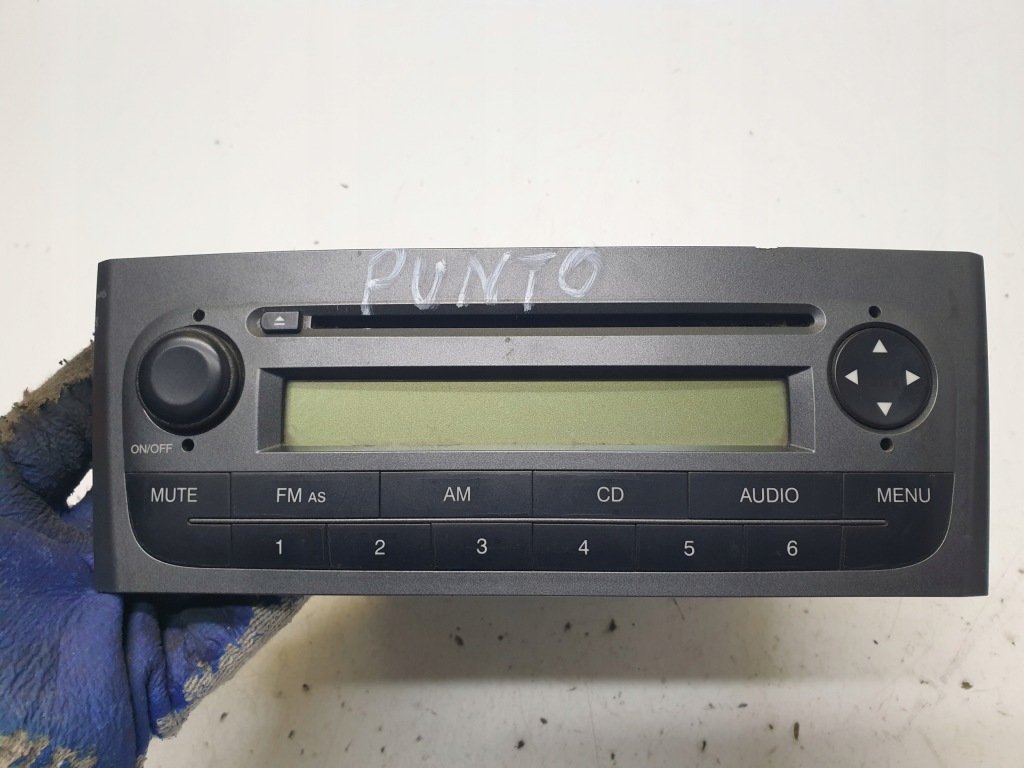 PUNTO
ON/OFF
MUTE FM AS AM CD AUDIO MENU
1 2 3 4 5 6